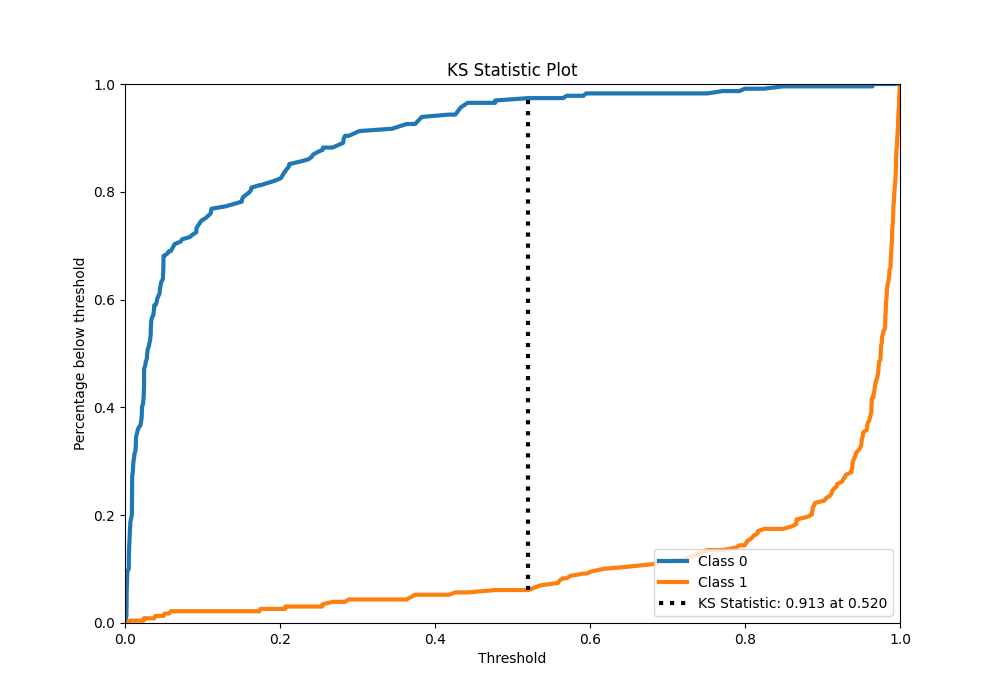 KS Statistic Plot
Percentage below threshold
1.0
0.8
0.6
0.4
0.2
0.0
0.0 0.2 0.4 0.6 0.8 1.0
Threshold
Class 0
Class 1
KS Statistic: 0.913 at 0.520